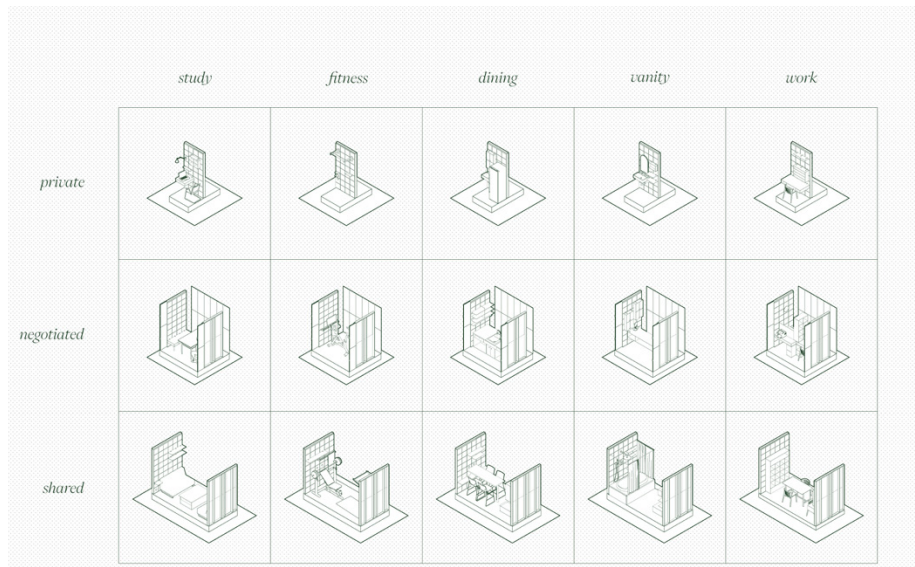 study fitness dining vanity work
private
negotiated
shared